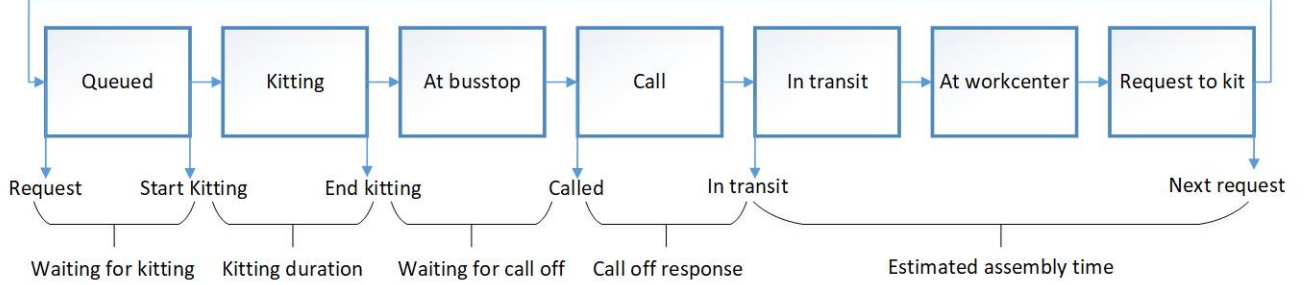 Queued
Kitting
At busstop
Call
In transit
At workcenter
Request to kit
Request
Start Kitting
End kitting
Called
In transit
Next request
Waiting for kitting
Kitting duration
Waiting for call off
Call off response
Estimated assembly time